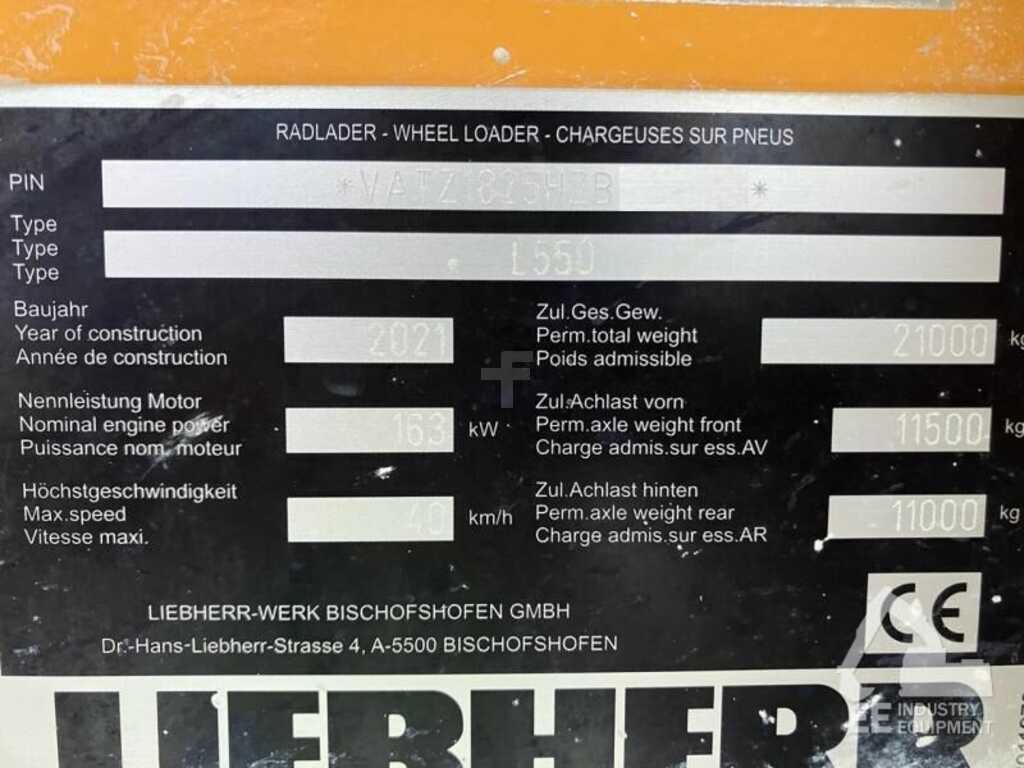 RADLADER - WHEEL LOADER - CHARGEUSES SUR PNEUS
PIN *VATZ1825HZB *
Type
Type L550
Type
Baujahr
Year of construction 2021
Année de construction
Zul.Ges.Gew.
Perm.total weight 21000 kg
Poids admissible
Nennleistung Motor
Nominal engine power 163 kW
Puissance nom. moteur
Zul.Achlast vorn
Perm.axle weight front 11500 kg
Charge admis.sur ess.AV
Höchstgeschwindigkeit
Max.speed 40 km/h
Vitesse maxi.
Zul.Achlast hinten
Perm.axle weight rear 11000 kg
Charge admis.sur ess.AR
LIEBHERR-WERK BISCHOFSHOFEN GMBH
Dr.-Hans-Liebherr-Strasse 4, A-5500 BISCHOFSHOFEN
CE
LIEBHERR
EE INDUSTRY
EQUIPMENT